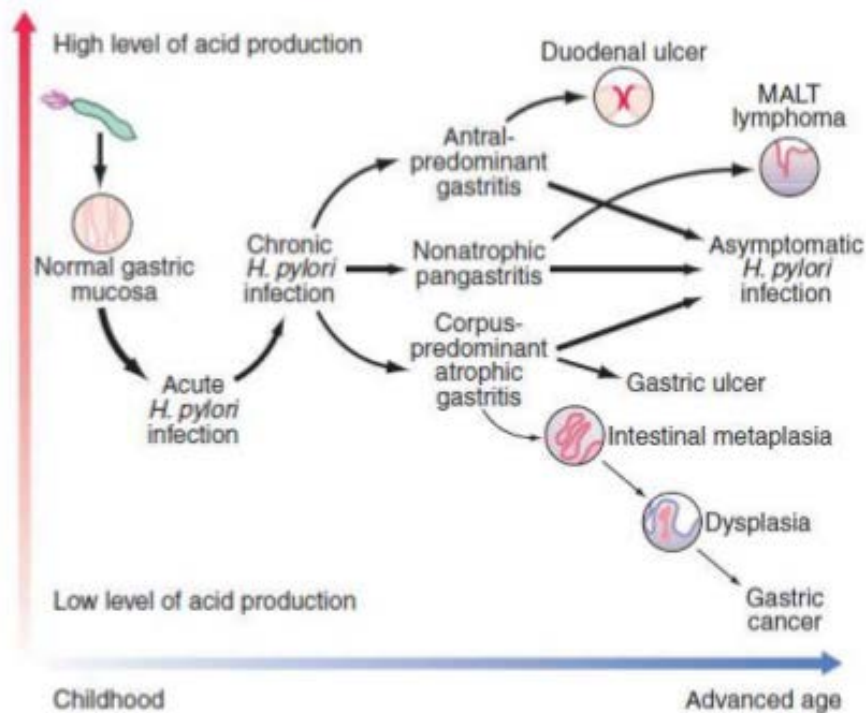 High level of acid production
Duodenal ulcer
MALT
lymphoma
Antral-
predominant
gastritis
Normal gastric
mucosa
Chronic
H. pylori
infection
Nonatrophic
pangastritis
Asymptomatic
H. pylori
infection
Corpus-
predominant
atrophic
gastritis
Acute
H. pylori
infection
Gastric ulcer
Intestinal metaplasia
Dysplasia
Low level of acid production
Gastric
cancer
Childhood
Advanced age